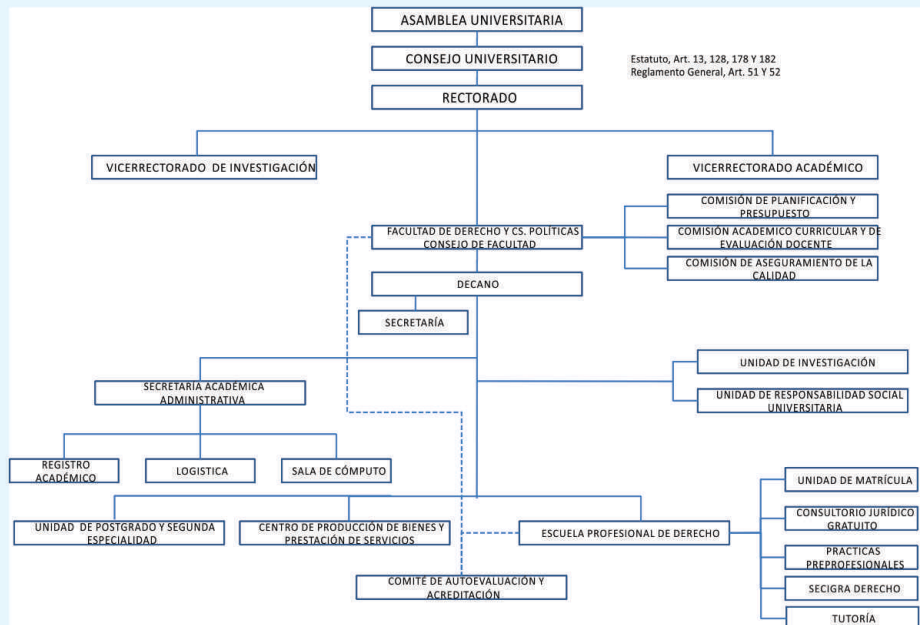 ASAMBLEA UNIVERSITARIA
CONSEJO UNIVERSITARIO
Estatuto, Art. 13, 128, 178 Y 182
Reglamento General, Art. 51 Y 52
RECTORADO
VICERRECTORADO DE INVESTIGACIÓN
VICERRECTORADO ACADÉMICO
COMISIÓN DE PLANIFICACIÓN Y
PRESUPUESTO
FACULTAD DE DERECHO Y CS. POLÍTICAS
CONSEJO DE FACULTAD
COMISIÓN ACADEMICO CURRICULAR Y DE
EVALUACIÓN DOCENTE
COMISIÓN DE ASEGURAMIENTO DE LA
CALIDAD
DECANO
SECRETARÍA
UNIDAD DE INVESTIGACIÓN
SECRETARÍA ACADÉMICA
ADMINISTRATIVA
UNIDAD DE RESPONSABILIDAD SOCIAL
UNIVERSITARIA
REGISTRO
ACADÉMICO
LOGISTICA
SALA DE CÓMPUTO
UNIDAD DE MATRÍCULA
UNIDAD DE POSTGRADO Y SEGUNDA
ESPECIALIDAD
CENTRO DE PRODUCCIÓN DE BIENES Y
PRESTACIÓN DE SERVICIOS
ESCUELA PROFESIONAL DE DERECHO
CONSULTORIO JURÍDICO
GRATUITO
PRACTICAS
PREPROFESIONALES
COMITÉ DE AUTOEVALUACIÓN Y
ACREDITACIÓN
SECIGRA DERECHO
TUTORÍA